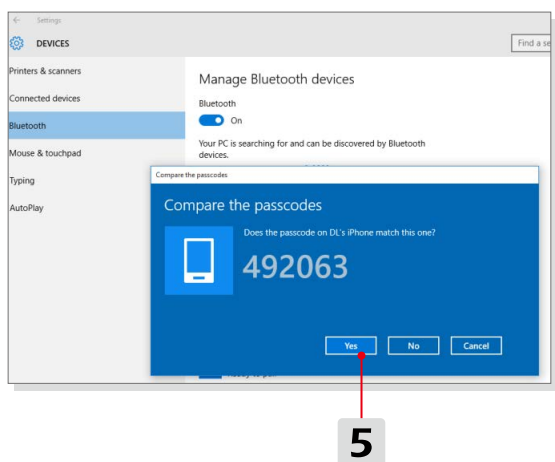 ← Settings
DEVICES
Find a se
Printers & scanners
Connected devices
Bluetooth
Mouse & touchpad
Typing
AutoPlay
Manage Bluetooth devices
Bluetooth
On
Your PC is searching for and can be discovered by Bluetooth
devices.
Compare the passcodes
Compare the passcodes
Does the passcode on DL's iPhone match this one?
492063
Yes No Cancel
5